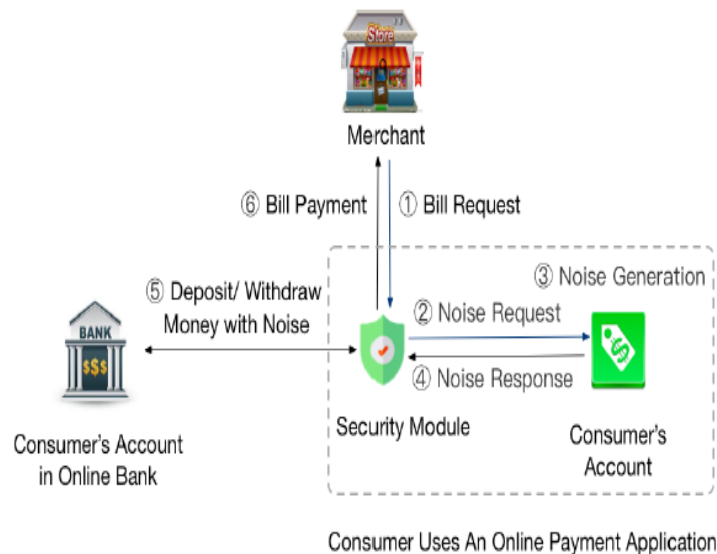 Store
Merchant
⑥ Bill Payment
① Bill Request
③ Noise Generation
⑤ Deposit/ Withdraw
Money with Noise
② Noise Request
BANK
$$$
$
④ Noise Response
Security Module
Consumer's
Account
Consumer's Account
in Online Bank
Consumer Uses An Online Payment Application